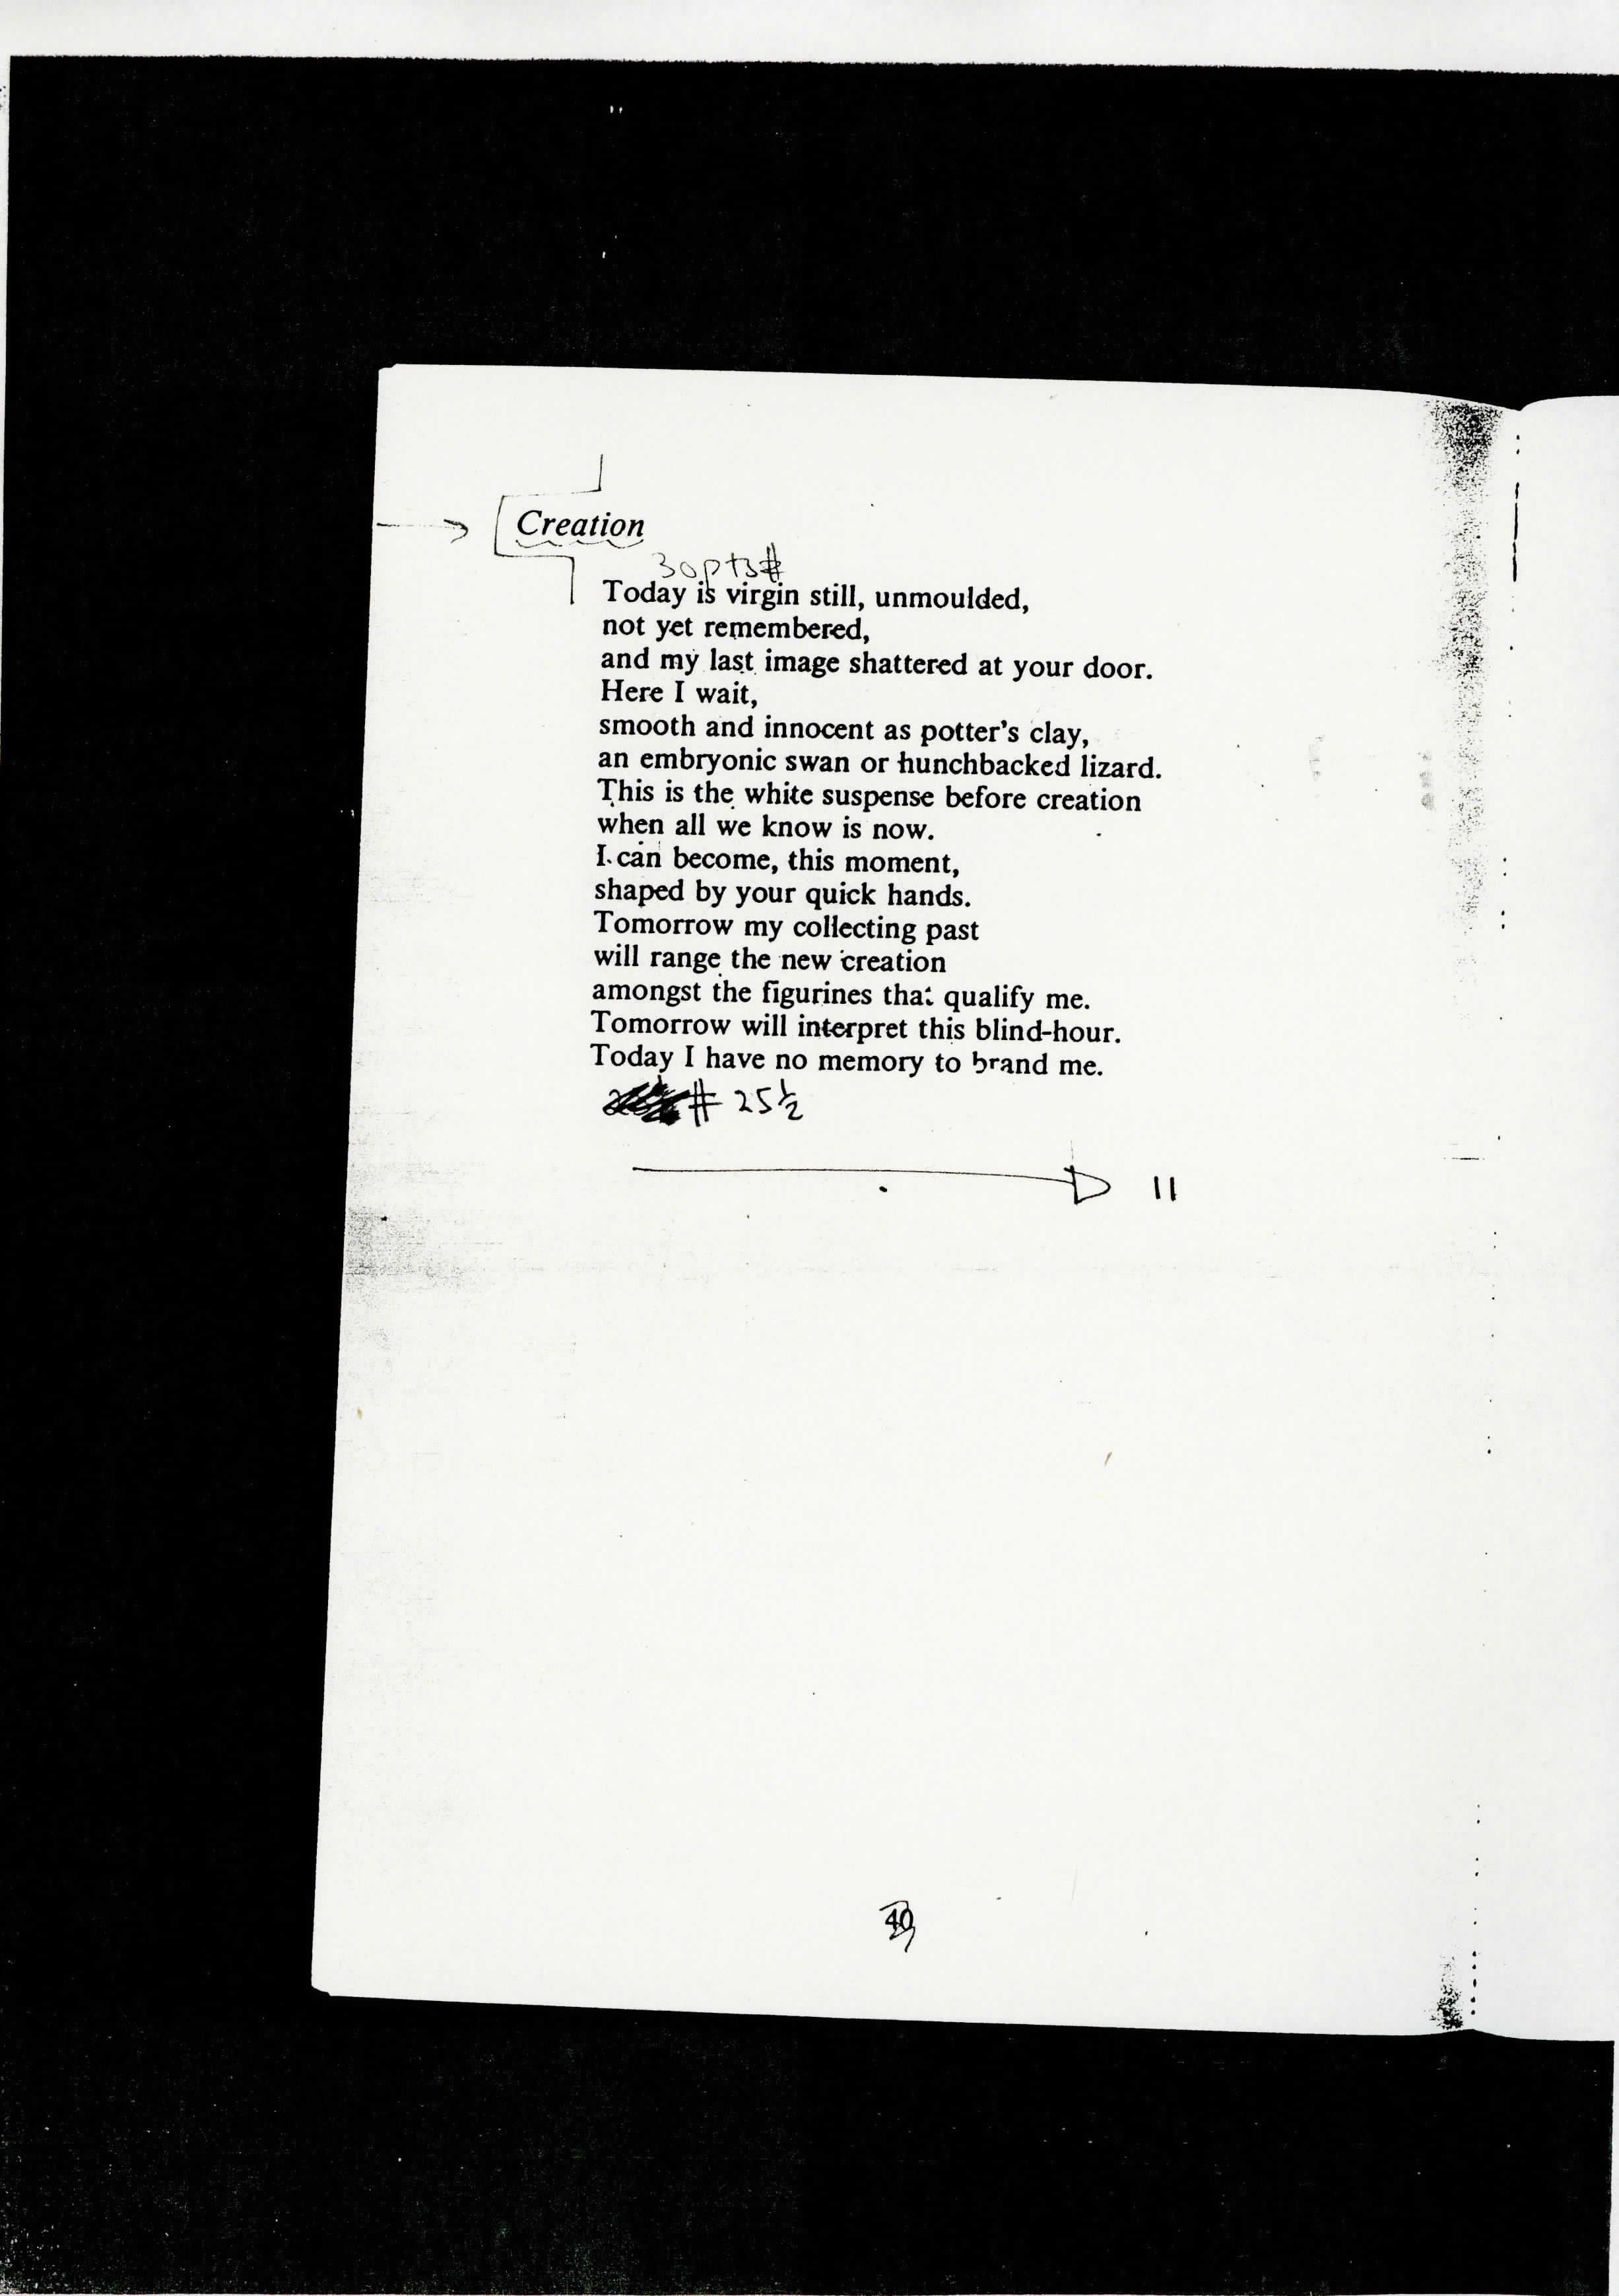 Creation
30pts#
Today is virgin still, unmoulded,
not yet remembered,
and my last image shattered at your door.
Here I wait,
smooth and innocent as potter's clay,
an embryonic swan or hunchbacked lizard.
This is the white suspense before creation
when all we know is now.
I can become, this moment,
shaped by your quick hands.
Tomorrow my collecting past
will range the new creation
amongst the figurines that qualify me.
Tomorrow will interpret this blind-hour.
Today I have no memory to brand me.
# 25½
11
40